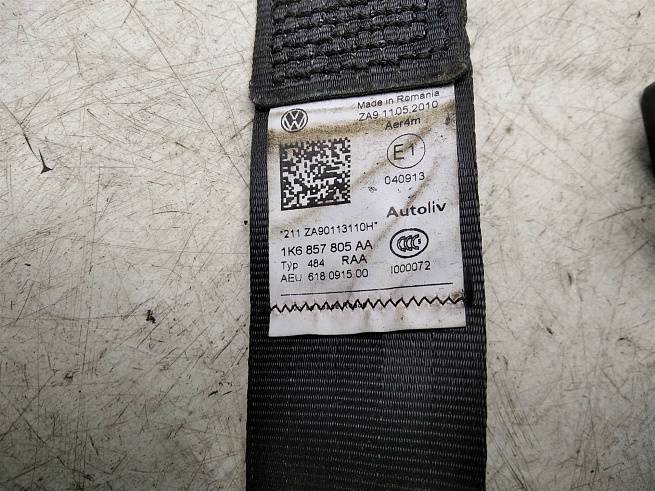 Made in Romania
ZA9 11.05.2010
Aer4m
E1
040913
Autoliv
*211 ZA90113110H*
1K6 857 805 AA
Typ 484 RAA
AEU 618 0915 00
CCC
I000072